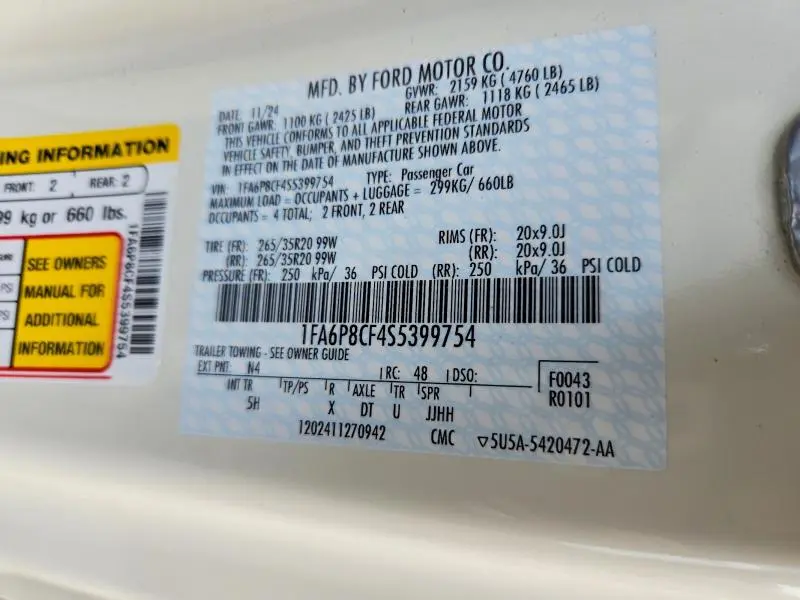 MFD. BY FORD MOTOR CO.
DATE: 11/24 GVWR: 2159 KG ( 4760 LB)
FRONT GAWR: 1100 KG ( 2425 LB) REAR GAWR: 1118 KG ( 2465 LB)
THIS VEHICLE CONFORMS TO ALL APPLICABLE FEDERAL MOTOR
VEHICLE SAFETY, BUMPER, AND THEFT PREVENTION STANDARDS
IN EFFECT ON THE DATE OF MANUFACTURE SHOWN ABOVE.
VIN: 1FA6P8CF4S5399754 TYPE: Passenger Car
MAXIMUM LOAD = OCCUPANTS + LUGGAGE = 299KG/ 660LB
OCCUPANTS = 4 TOTAL; 2 FRONT, 2 REAR
TIRE (FR): 265/35R20 99W RIMS (FR): 20x9.0J
(RR): 265/35R20 99W (RR): 20x9.0J
PRESSURE (FR): 250 kPa/ 36 PSI COLD (RR): 250 kPa/ 36 PSI COLD
1FA6P8CF4S5399754
TRAILER TOWING - SEE OWNER GUIDE
EXT PNT: N4 RC: 48 DSO: F0043
INT TR TP/PS R AXLE TR SPR R0101
5H X DT U JJHH
1202411270942 CMC ▽5U5A-5420472-AA
NG INFORMATION
FRONT: 2 REAR: 2
99 kg or 660 lbs.
SEE OWNERS
MANUAL FOR
ADDITIONAL
INFORMATION
1FA6P8CF4S5399754